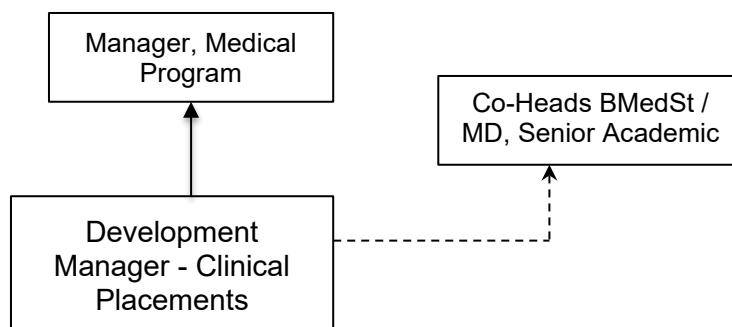 Manager, Medical
Program
Co-Heads BMedSt /
MD, Senior Academic
Development
Manager - Clinical
Placements